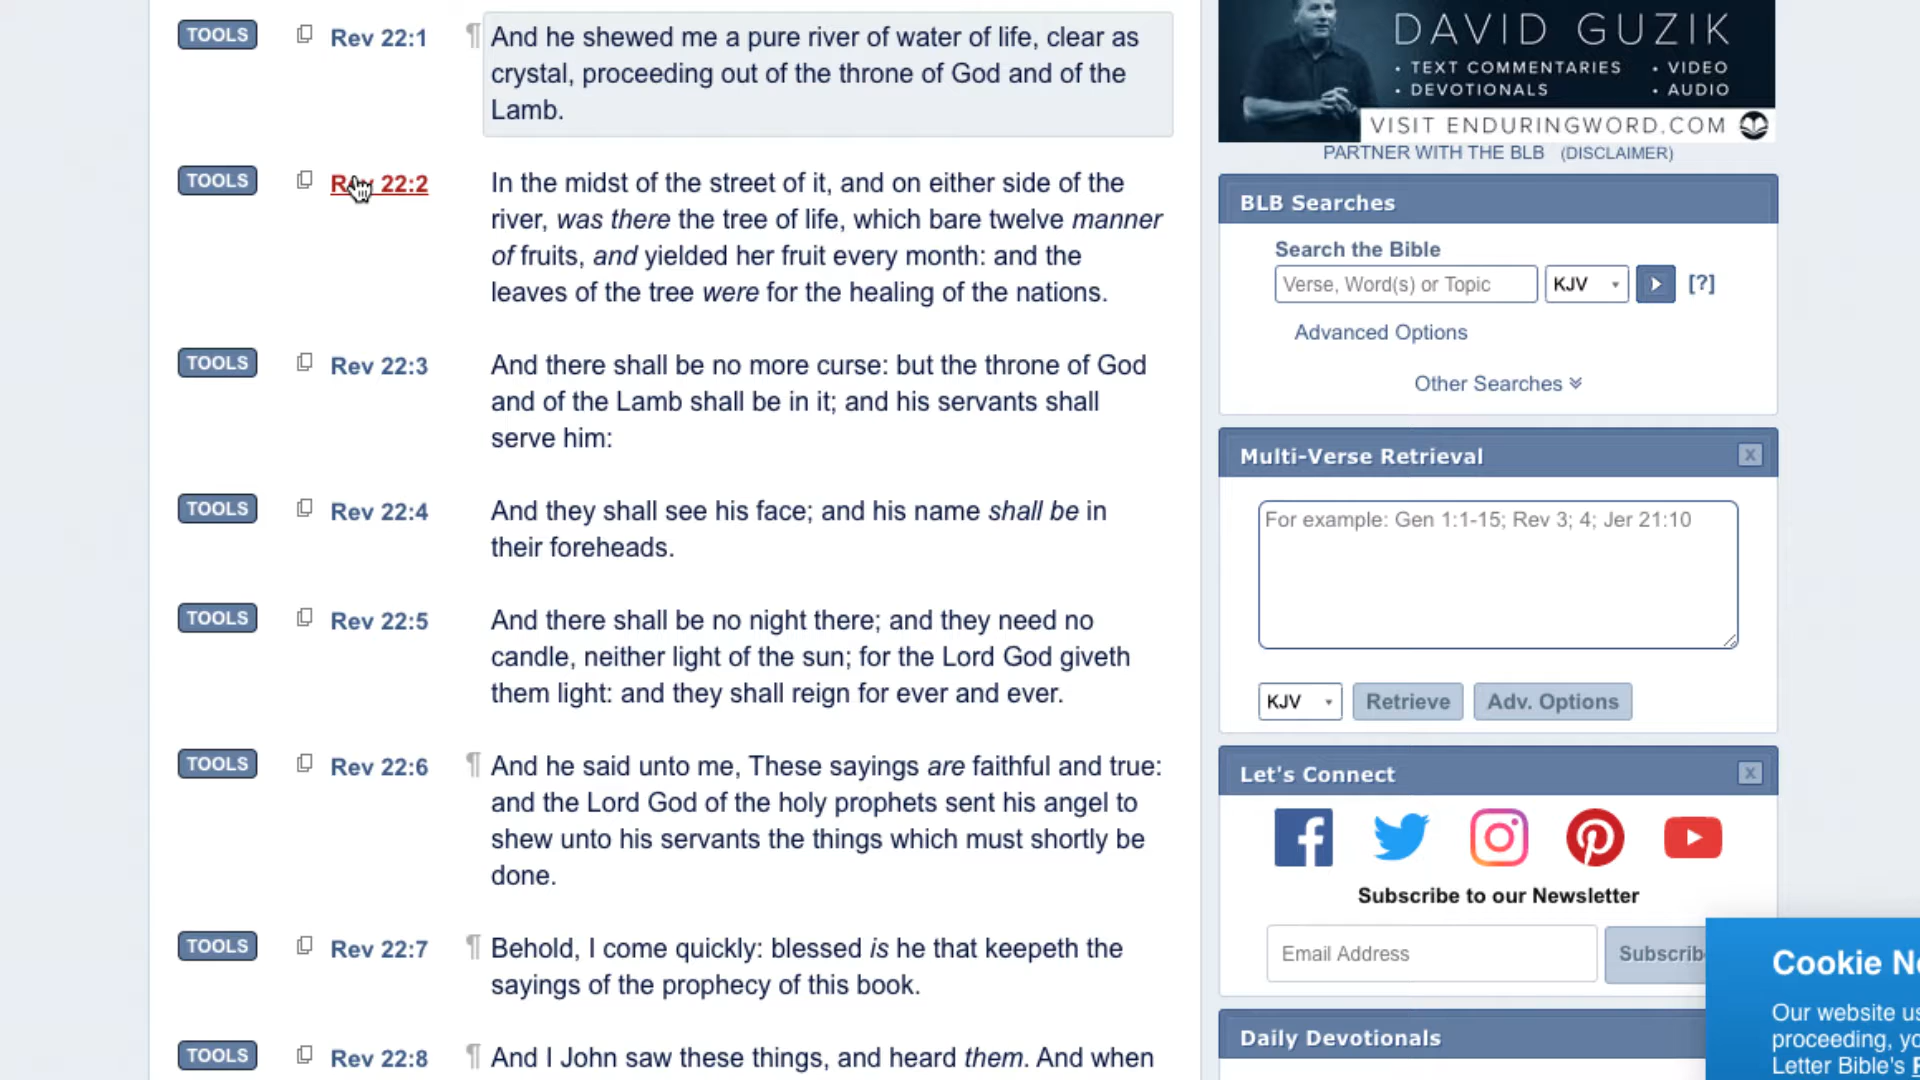 TOOLS Rev 22:1 ¶ And he shewed me a pure river of water of life, clear as
crystal, proceeding out of the throne of God and of the
Lamb.
TOOLS Rev 22:2 In the midst of the street of it, and on either side of the
river, was there the tree of life, which bare twelve manner
of fruits, and yielded her fruit every month: and the
leaves of the tree were for the healing of the nations.
TOOLS Rev 22:3 And there shall be no more curse: but the throne of God
and of the Lamb shall be in it; and his servants shall
serve him:
TOOLS Rev 22:4 And they shall see his face; and his name shall be in
their foreheads.
TOOLS Rev 22:5 And there shall be no night there; and they need no
candle, neither light of the sun; for the Lord God giveth
them light: and they shall reign for ever and ever.
TOOLS Rev 22:6 ¶ And he said unto me, These sayings are faithful and true:
and the Lord God of the holy prophets sent his angel to
shew unto his servants the things which must shortly be
done.
TOOLS Rev 22:7 ¶ Behold, I come quickly: blessed is he that keepeth the
sayings of the prophecy of this book.
TOOLS Rev 22:8 ¶ And I John saw these things, and heard them. And when
DAVID GUZIK
• TEXT COMMENTARIES • VIDEO
• DEVOTIONALS • AUDIO
VISIT ENDURINGWORD.COM
PARTNER WITH THE BLB (DISCLAIMER)
BLB Searches
Search the Bible
Verse, Word(s) or Topic KJV [?]
Advanced Options
Other Searches
Multi-Verse Retrieval X
For example: Gen 1:1-15; Rev 3; 4; Jer 21:10
KJV Retrieve Adv. Options
Let's Connect X
Subscribe to our Newsletter
Email Address Subscrib
Daily Devotionals
Cookie N
Our website us
proceeding, yo
Letter Bible's